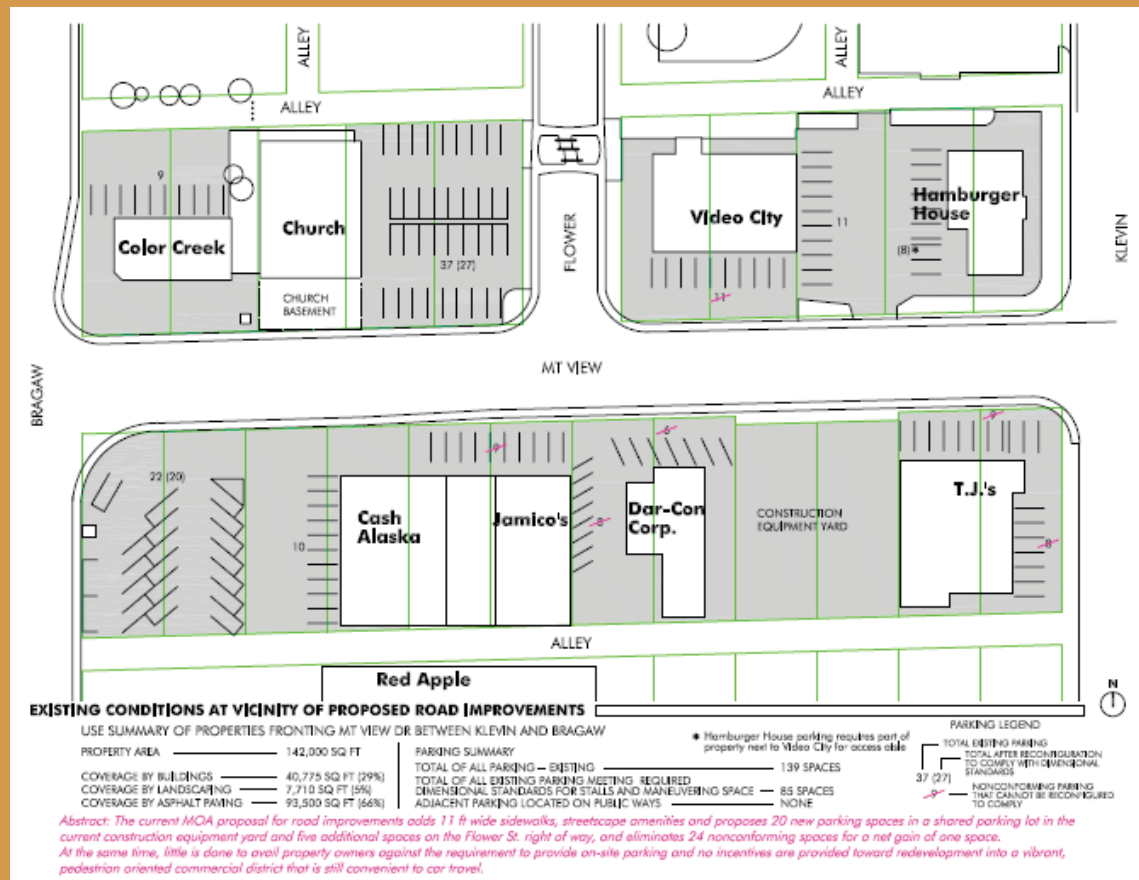 ALLEY
ALLEY
ALLEY
ALLEY
9
Color Creek
Church
CHURCH
BASEMENT
37 (27)
FLOWER
Video City
11
11
Hamburger
House
(8)*
KLEVIN
BRAGAW
MT VIEW
22 (20)
10
Cash
Alaska
9
Jamico's
8
6
Dar-Con
Corp.
CONSTRUCTION
EQUIPMENT YARD
9
T.J.'s
8
ALLEY
Red Apple
N
EXISTING CONDITIONS AT VICINITY OF PROPOSED ROAD IMPROVEMENTS
USE SUMMARY OF PROPERTIES FRONTING MT VIEW DR BETWEEN KLEVIN AND BRAGAW
PROPERTY AREA 142,000 SQ FT
COVERAGE BY BUILDINGS 40,775 SQ FT (29%)
COVERAGE BY LANDSCAPING 7,710 SQ FT (5%)
COVERAGE BY ASPHALT PAVING 93,500 SQ FT (66%)
PARKING SUMMARY
TOTAL OF ALL PARKING – EXISTING 139 SPACES
TOTAL OF ALL EXISTING PARKING MEETING REQUIRED
DIMENSIONAL STANDARDS FOR STALLS AND MANEUVERING SPACE 85 SPACES
ADJACENT PARKING LOCATED ON PUBLIC WAYS NONE
* Hamburger House parking requires part of
property next to Video City for access aisle
PARKING LEGEND
TOTAL EXISTING PARKING
TOTAL AFTER RECONFIGURATION
TO COMPLY WITH DIMENSIONAL
STANDARDS
37 (27)
9
NONCONFORMING PARKING
THAT CANNOT BE RECONFIGURED
TO COMPLY
Abstract: The current MOA proposal for road improvements adds 11 ft wide sidewalks, streetscape amenities and proposes 20 new parking spaces in a shared parking lot in the
current construction equipment yard and five additional spaces on the Flower St. right of way, and eliminates 24 nonconforming spaces for a net gain of one space.
At the same time, little is done to avail property owners against the requirement to provide on-site parking and no incentives are provided toward redevelopment into a vibrant,
pedestrian oriented commercial district that is still convenient to car travel.